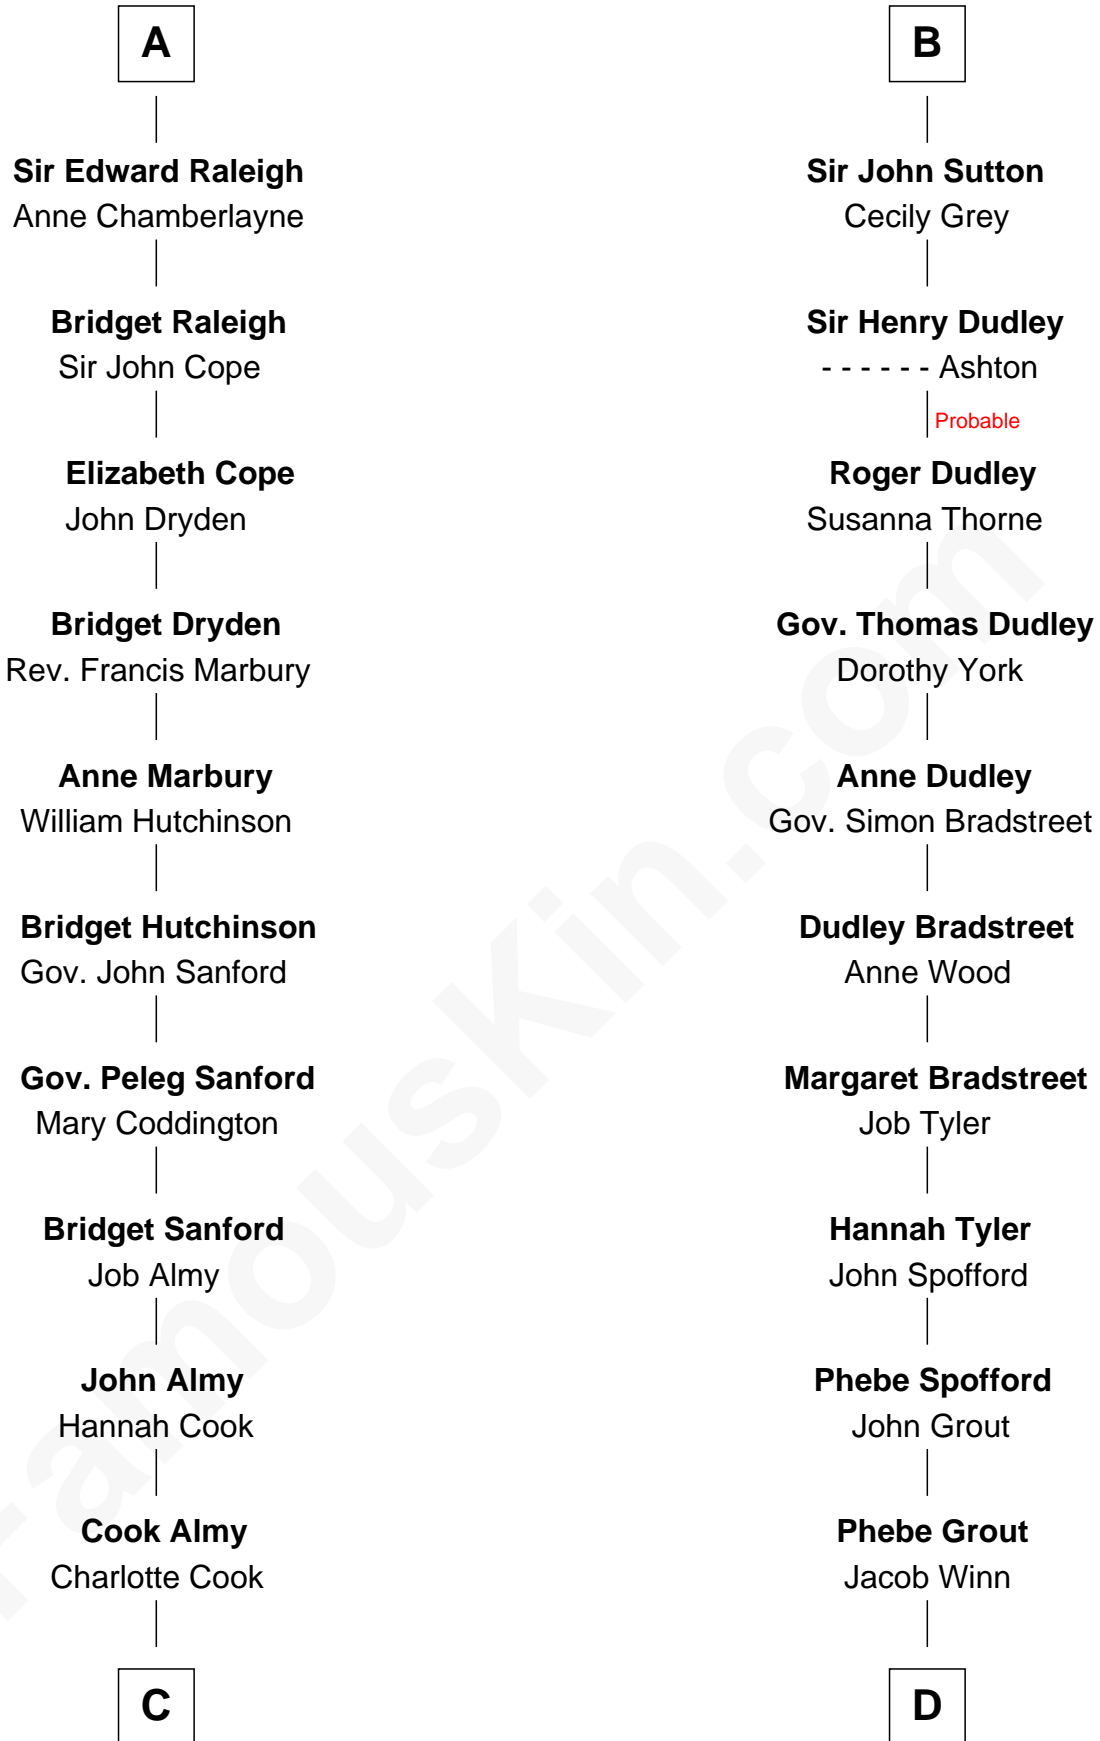 A
Sir Edward Raleigh
Anne Chamberlayne
Bridget Raleigh
Sir John Cope
Elizabeth Cope
John Dryden
Bridget Dryden
Rev. Francis Marbury
Anne Marbury
William Hutchinson
Bridget Hutchinson
Gov. John Sanford
Gov. Peleg Sanford
Mary Coddington
Bridget Sanford
Job Almy
John Almy
Hannah Cook
Cook Almy
Charlotte Cook
C
B
Sir John Sutton
Cecily Grey
Sir Henry Dudley
- - - - - - Ashton
Probable
Roger Dudley
Susanna Thorne
Gov. Thomas Dudley
Dorothy York
Anne Dudley
Gov. Simon Bradstreet
Dudley Bradstreet
Anne Wood
Margaret Bradstreet
Job Tyler
Hannah Tyler
John Spofford
Phebe Spofford
John Grout
Phebe Grout
Jacob Winn
D
FamousKin.com